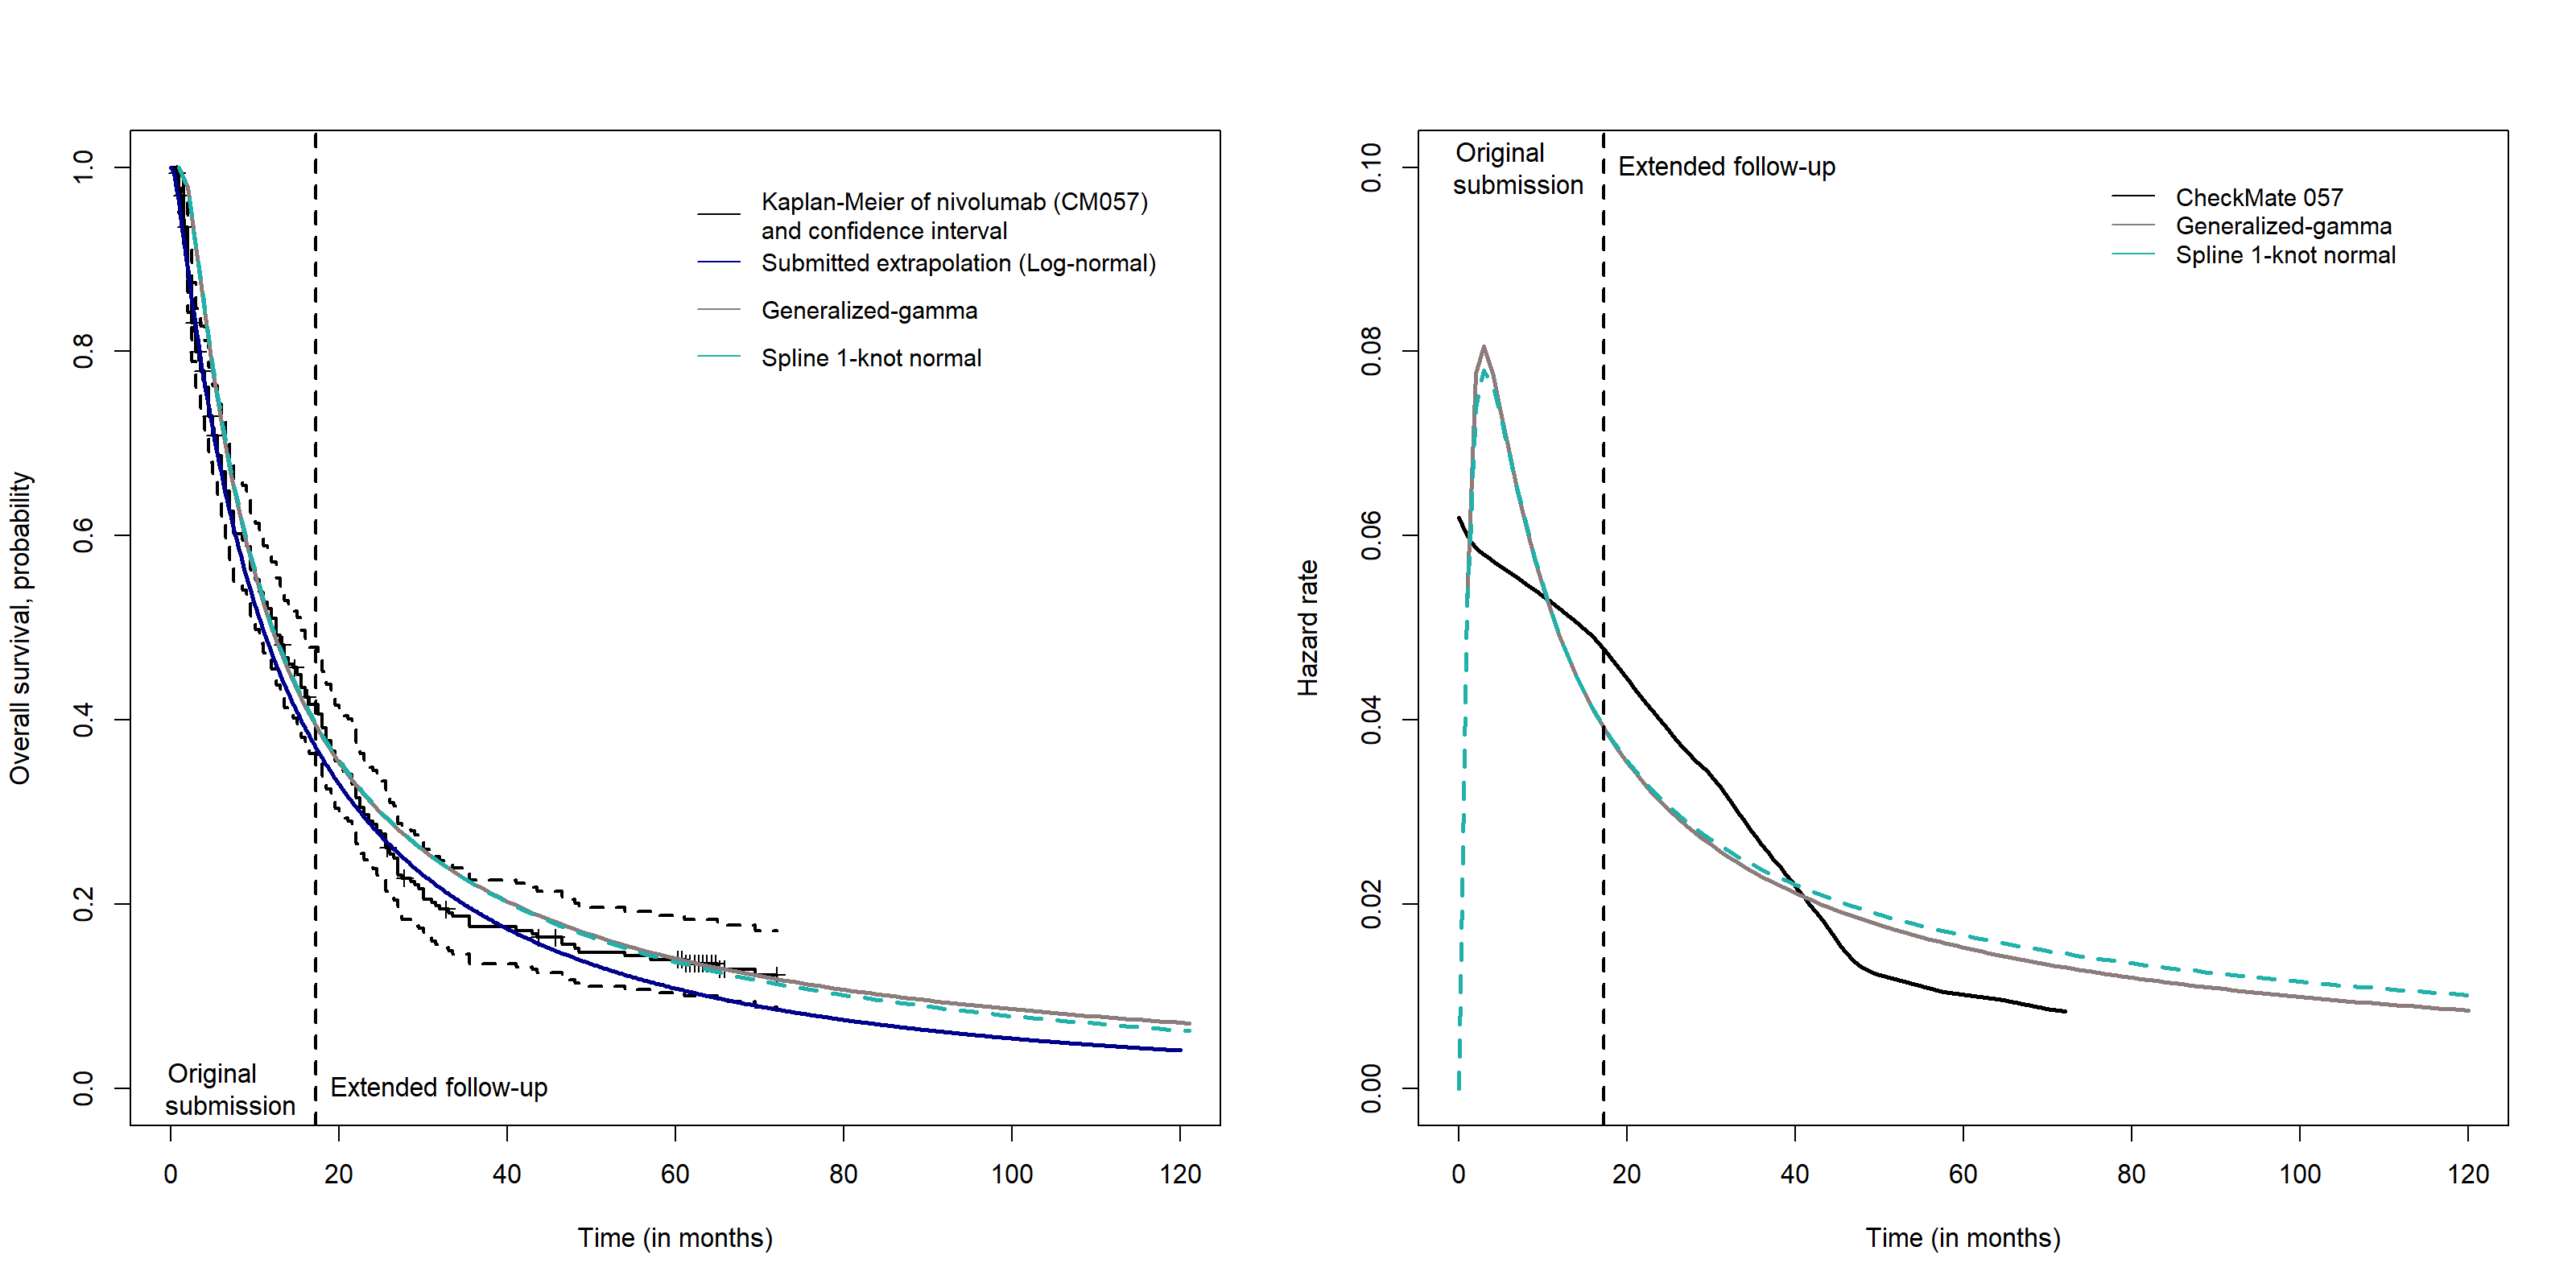 Overall survival, probability
1.0
0.8
0.6
0.4
0.2
0.0
Kaplan-Meier of nivolumab (CM057)
and confidence interval
Submitted extrapolation (Log-normal)
Generalized-gamma
Spline 1-knot normal
Original
submission
Extended follow-up
0 20 40 60 80 100 120
Time (in months)
Hazard rate
0.10
0.08
0.06
0.04
0.02
0.00
Original
submission
Extended follow-up
CheckMate 057
Generalized-gamma
Spline 1-knot normal
0 20 40 60 80 100 120
Time (in months)